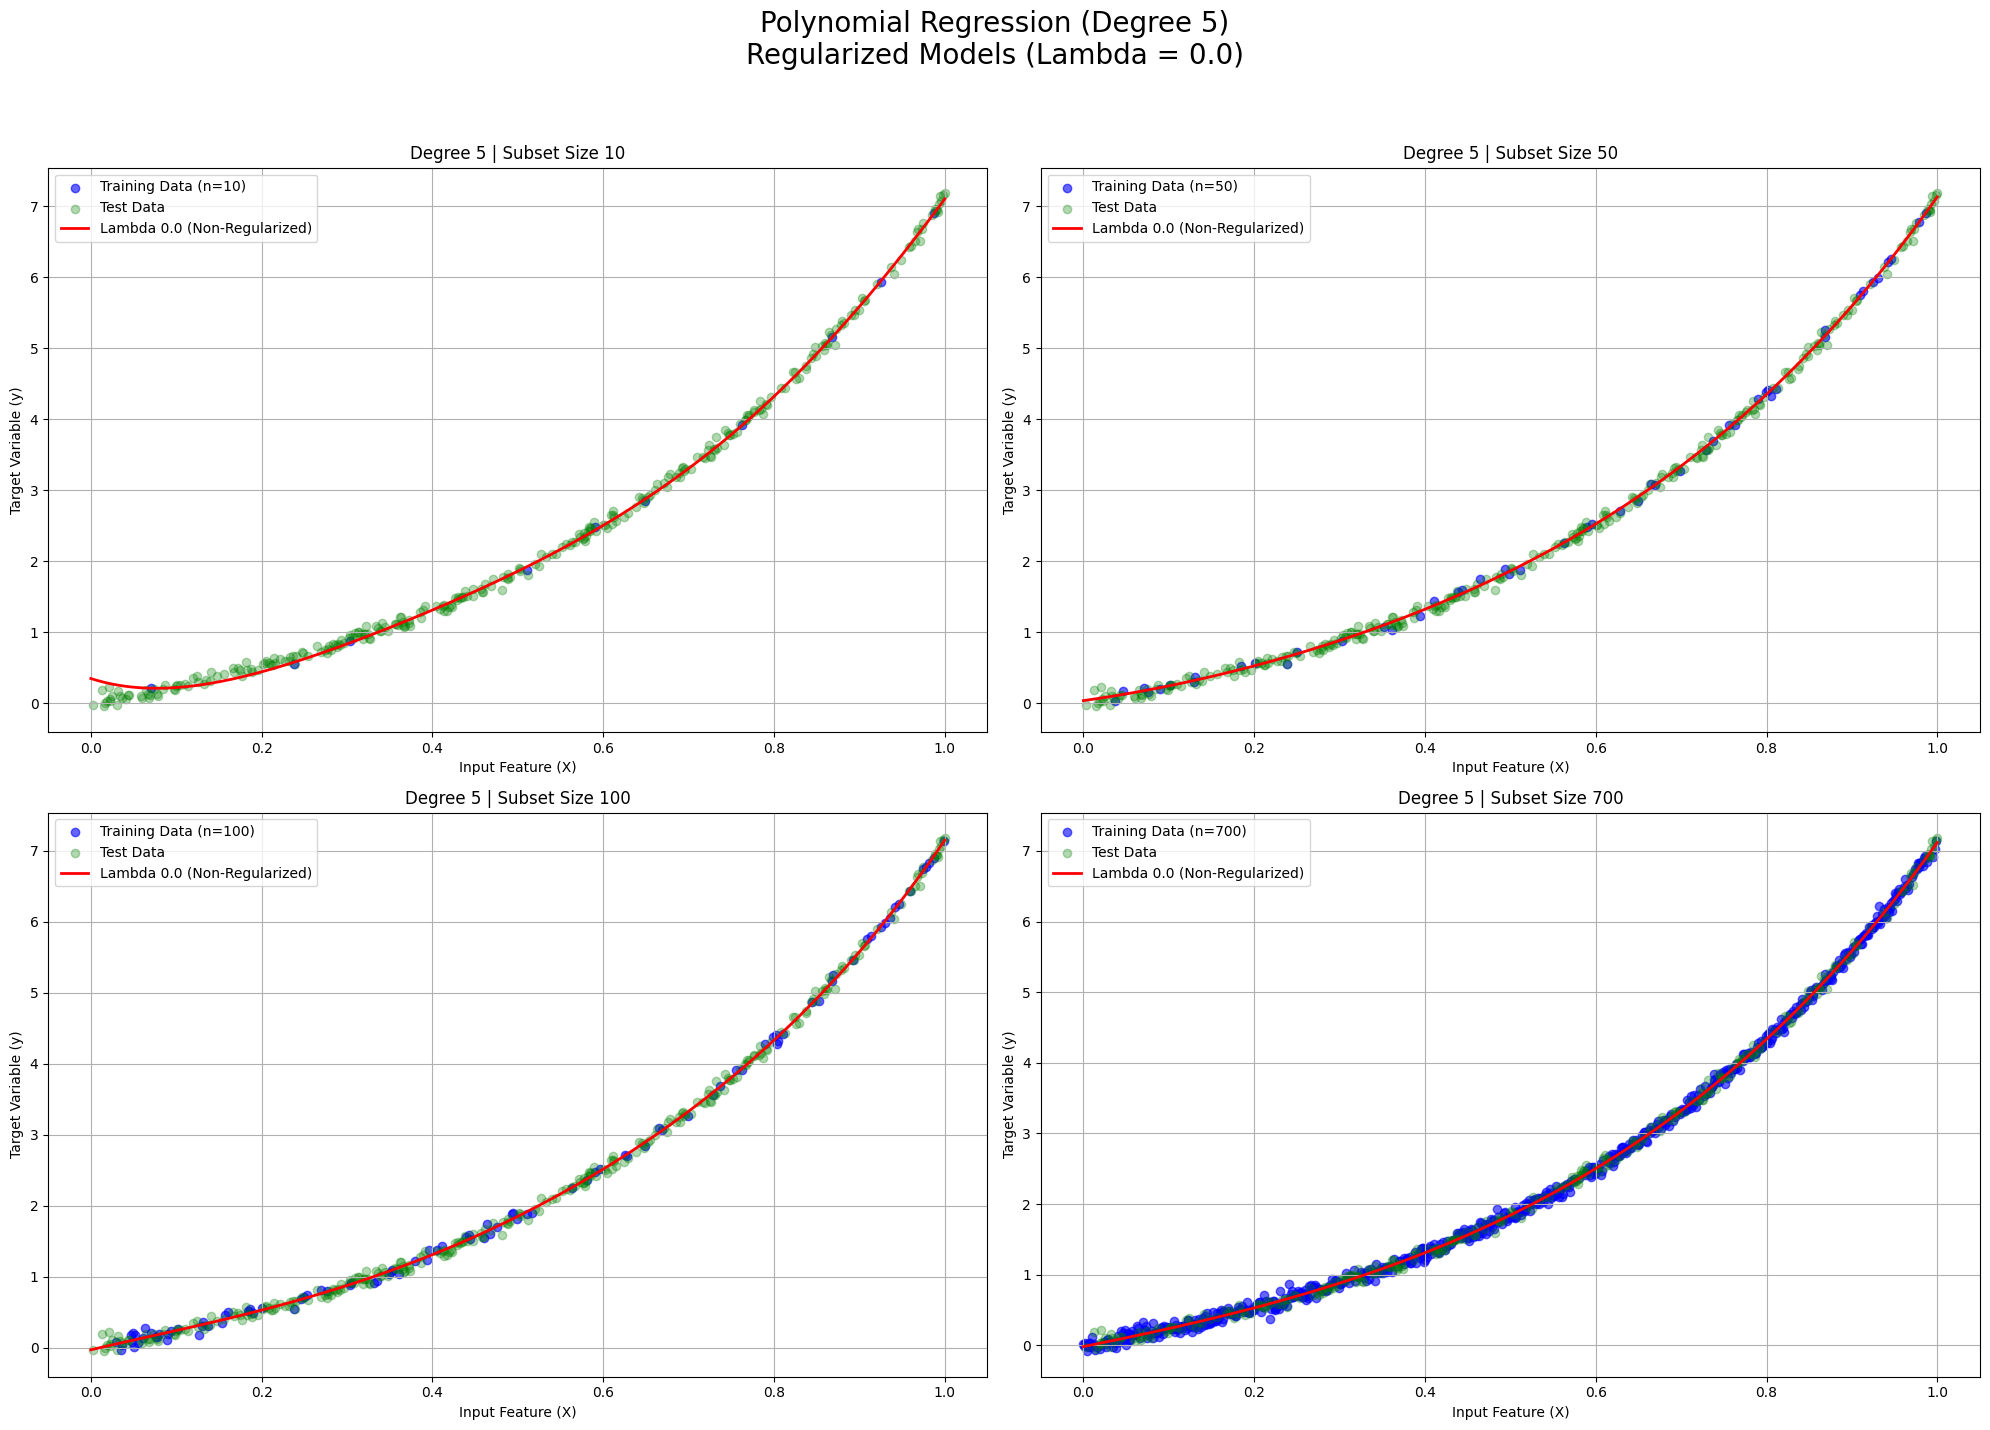 Polynomial Regression (Degree 5)
Regularized Models (Lambda = 0.0)
Degree 5 | Subset Size 10
Training Data (n=10)
Test Data
Lambda 0.0 (Non-Regularized)
Target Variable (y)
7
6
5
4
3
2
1
0
0.0 0.2 0.4 0.6 0.8 1.0
Input Feature (X)
Degree 5 | Subset Size 50
Training Data (n=50)
Test Data
Lambda 0.0 (Non-Regularized)
Target Variable (y)
7
6
5
4
3
2
1
0
0.0 0.2 0.4 0.6 0.8 1.0
Input Feature (X)
Degree 5 | Subset Size 100
Training Data (n=100)
Test Data
Lambda 0.0 (Non-Regularized)
Target Variable (y)
7
6
5
4
3
2
1
0
0.0 0.2 0.4 0.6 0.8 1.0
Input Feature (X)
Degree 5 | Subset Size 700
Training Data (n=700)
Test Data
Lambda 0.0 (Non-Regularized)
Target Variable (y)
7
6
5
4
3
2
1
0
0.0 0.2 0.4 0.6 0.8 1.0
Input Feature (X)